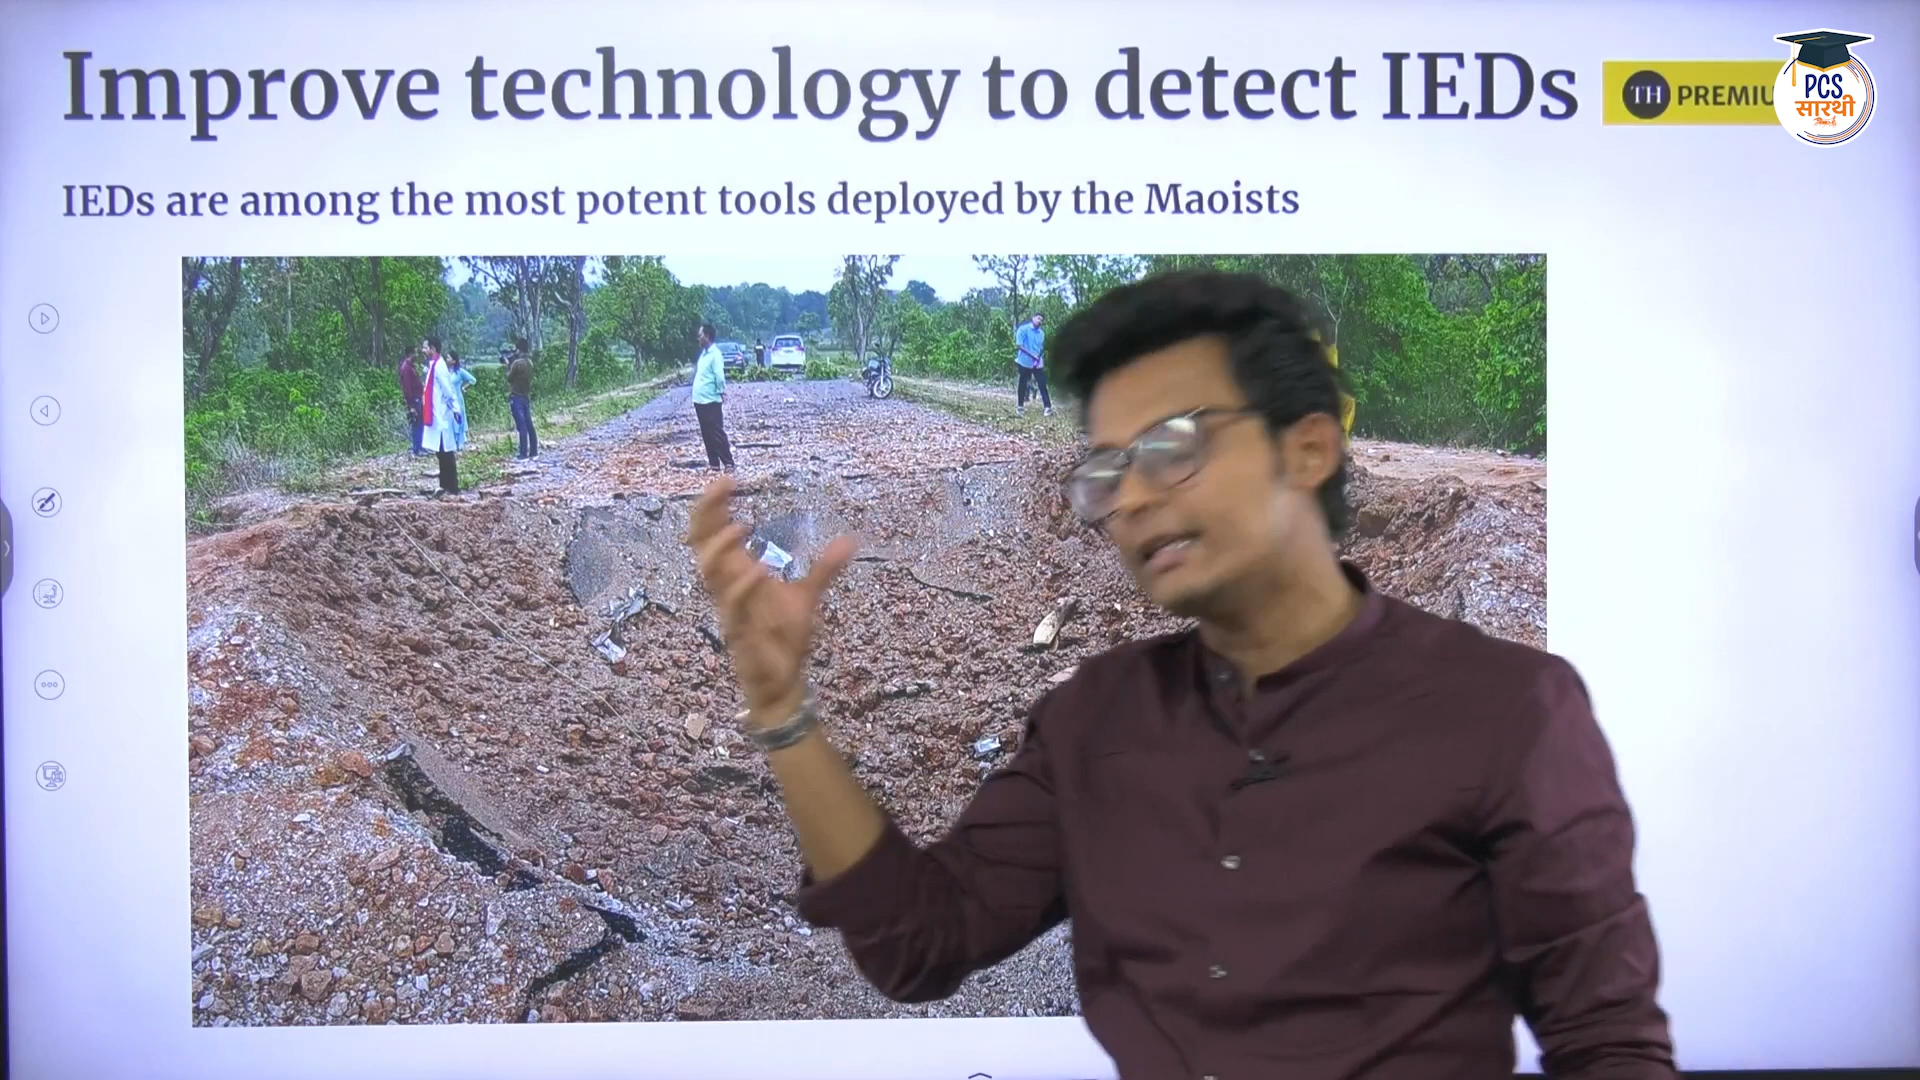 Improve technology to detect IEDs
TH PREMIU
PCS
सारथी
IEDs are among the most potent tools deployed by the Maoists